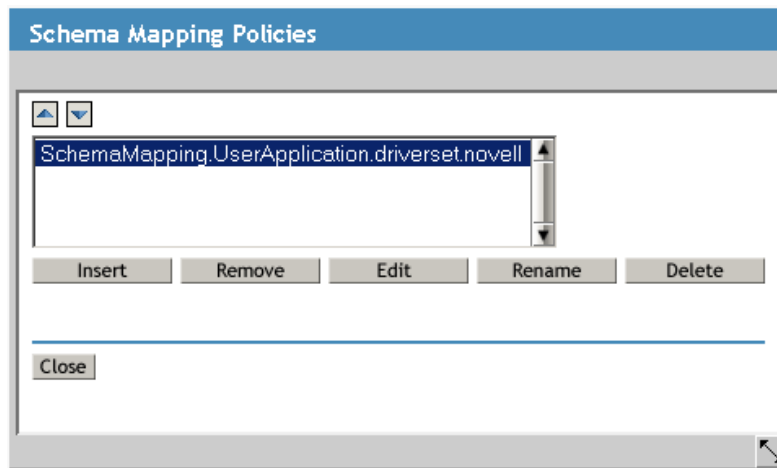 Schema Mapping Policies
SchemaMapping.UserApplication.driverset.novell
Insert Remove Edit Rename Delete
Close